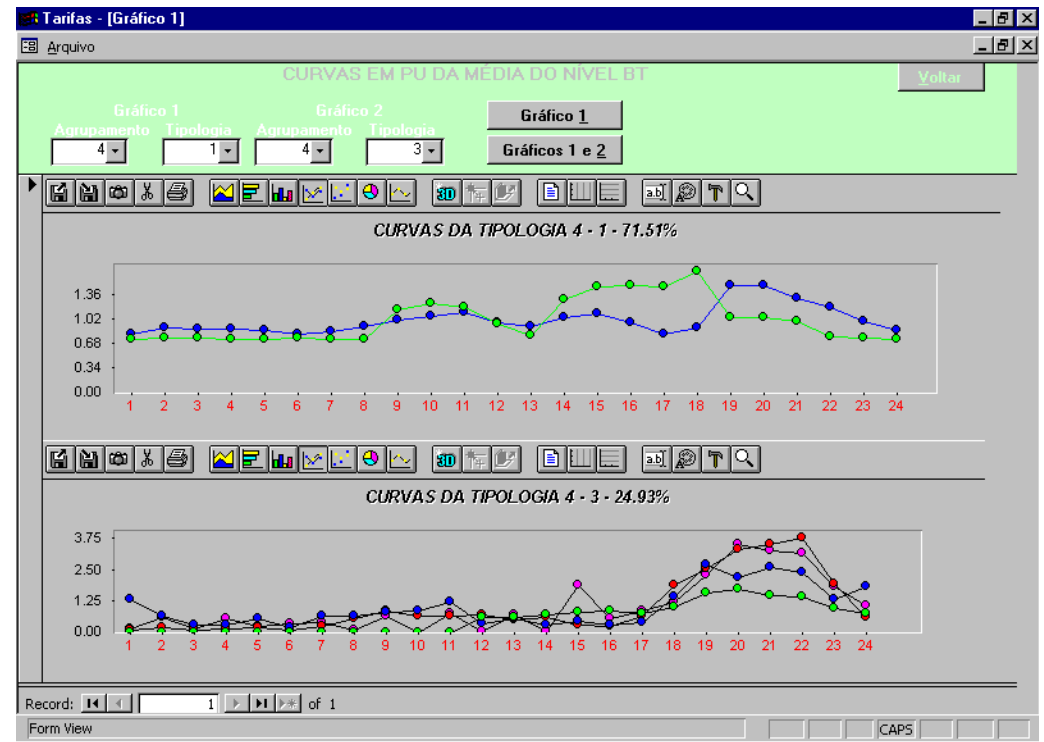 Tarifas - [Gráfico 1]
Arquivo
CURVAS EM PU DA MÉDIA DO NÍVEL BT
Voltar
Gráfico 1 Gráfico 2
Agrupamento Tipologia Agrupamento Tipologia
4 1 4 3
Gráfico 1
Gráficos 1 e 2
3D a.b
CURVAS DA TIPOLOGIA 4 - 1 - 71.51%
1.36
1.02
0.68
0.34
0.00
1 2 3 4 5 6 7 8 9 10 11 12 13 14 15 16 17 18 19 20 21 22 23 24
3D a.b
CURVAS DA TIPOLOGIA 4 - 3 - 24.93%
3.75
2.50
1.25
0.00
1 2 3 4 5 6 7 8 9 10 11 12 13 14 15 16 17 18 19 20 21 22 23 24
Record: 1 of 1
Form View CAPS